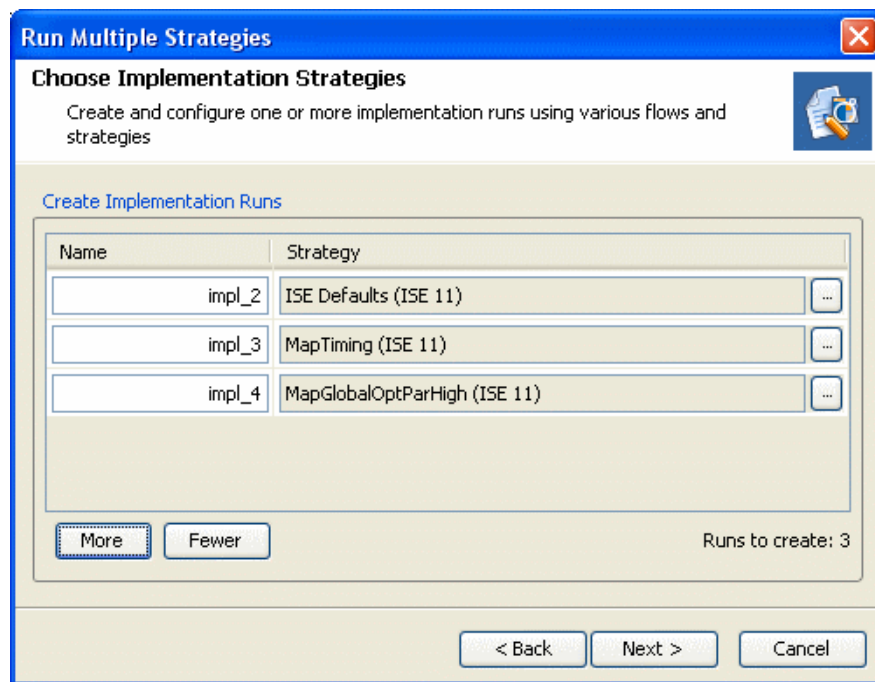 Run Multiple Strategies
Choose Implementation Strategies
Create and configure one or more implementation runs using various flows and
strategies
Create Implementation Runs
Name Strategy
impl_2 ISE Defaults (ISE 11) ...
impl_3 MapTiming (ISE 11) ...
impl_4 MapGlobalOptParHigh (ISE 11) ...
More Fewer Runs to create: 3
< Back Next > Cancel